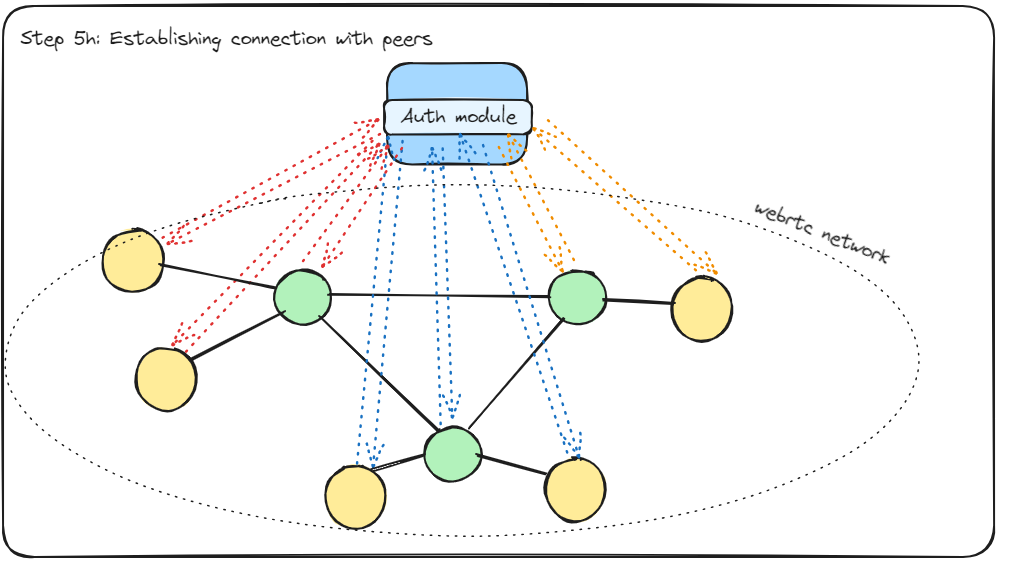 Step 5h: Establishing connection with peers
Auth module
webrtc network